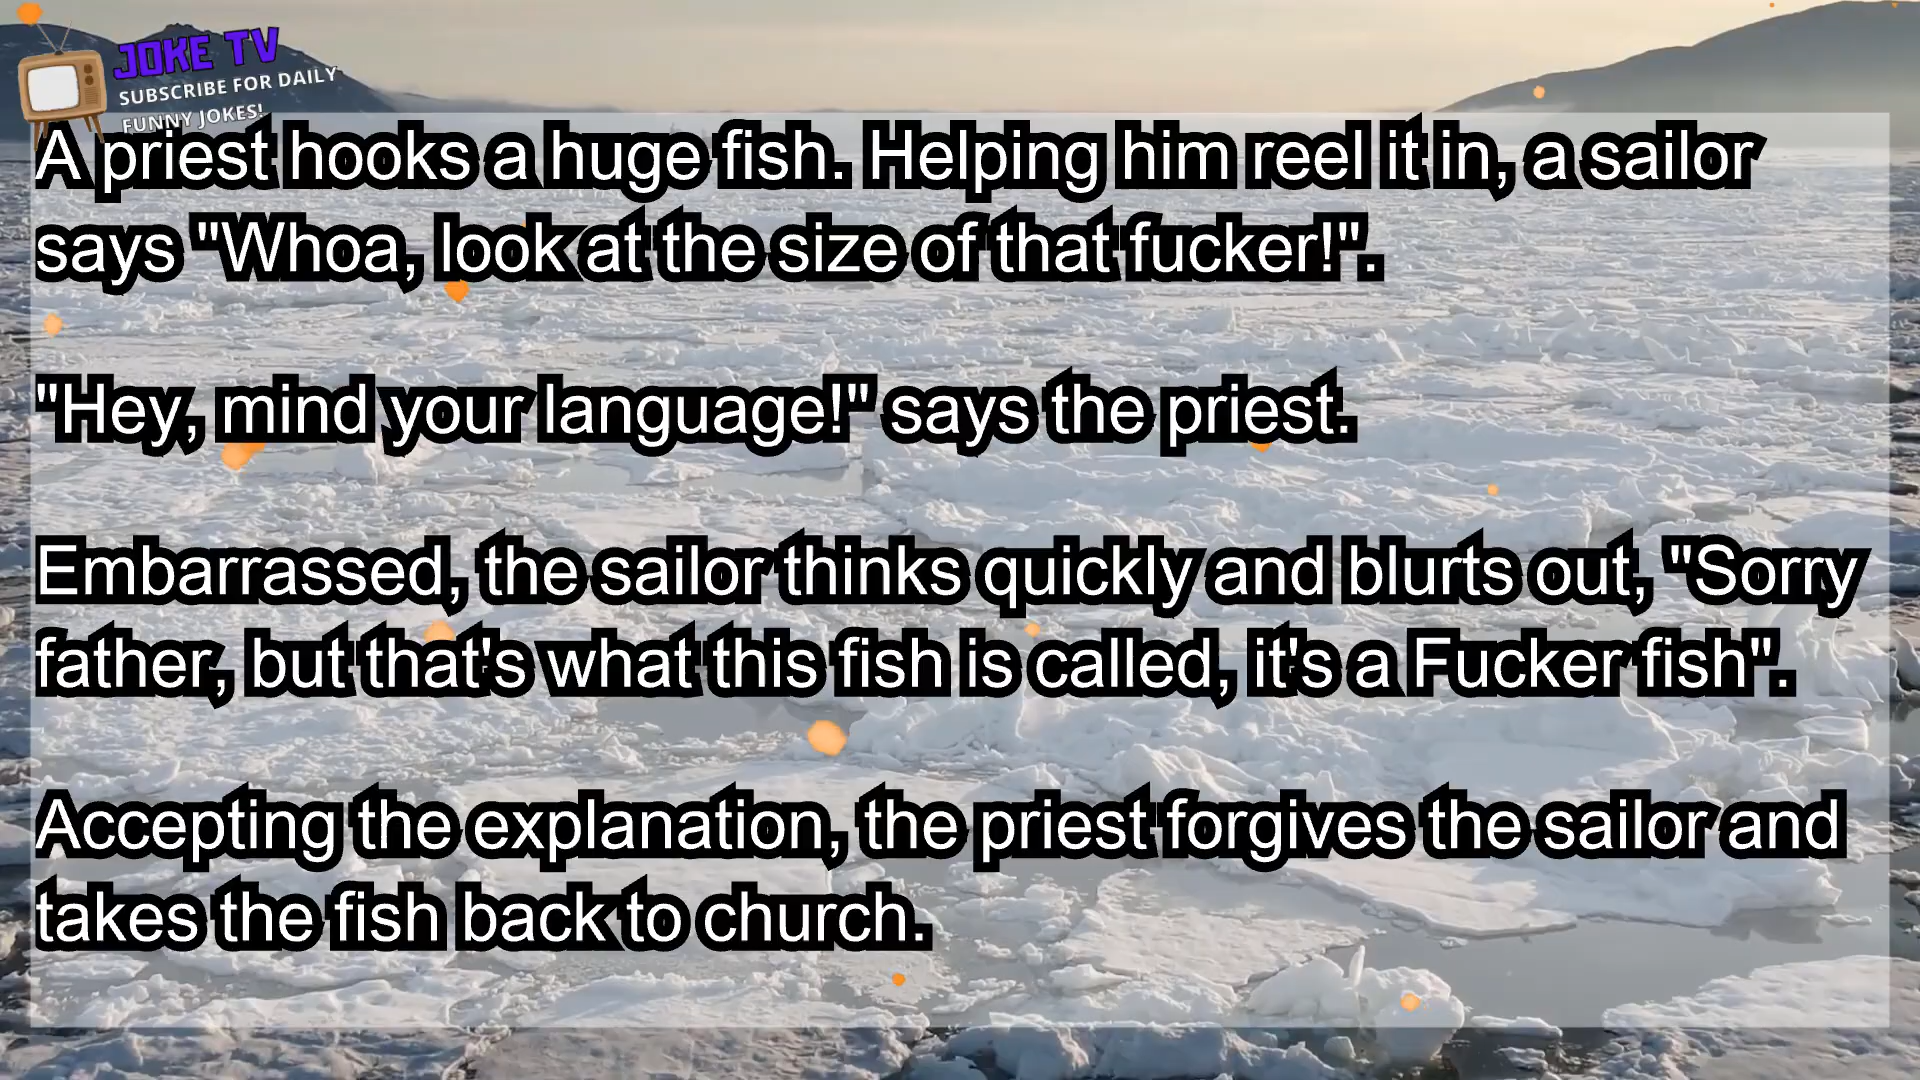 JOKE TV
SUBSCRIBE FOR DAILY
FUNNY JOKES!
A priest hooks a huge fish. Helping him reel it in, a sailor
says "Whoa, look at the size of that fucker!".
"Hey, mind your language!" says the priest.
Embarrassed, the sailor thinks quickly and blurts out, "Sorry
father, but that's what this fish is called, it's a Fucker fish".
Accepting the explanation, the priest forgives the sailor and
takes the fish back to church.